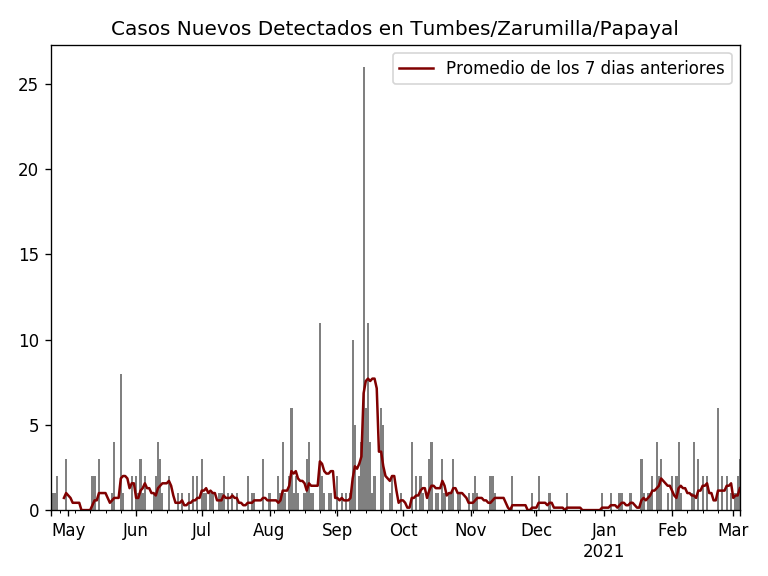 Casos Nuevos Detectados en Tumbes/Zarumilla/Papayal
Promedio de los 7 dias anteriores
25
20
15
10
5
0
May Jun Jul Aug Sep Oct Nov Dec Jan Feb Mar
2021